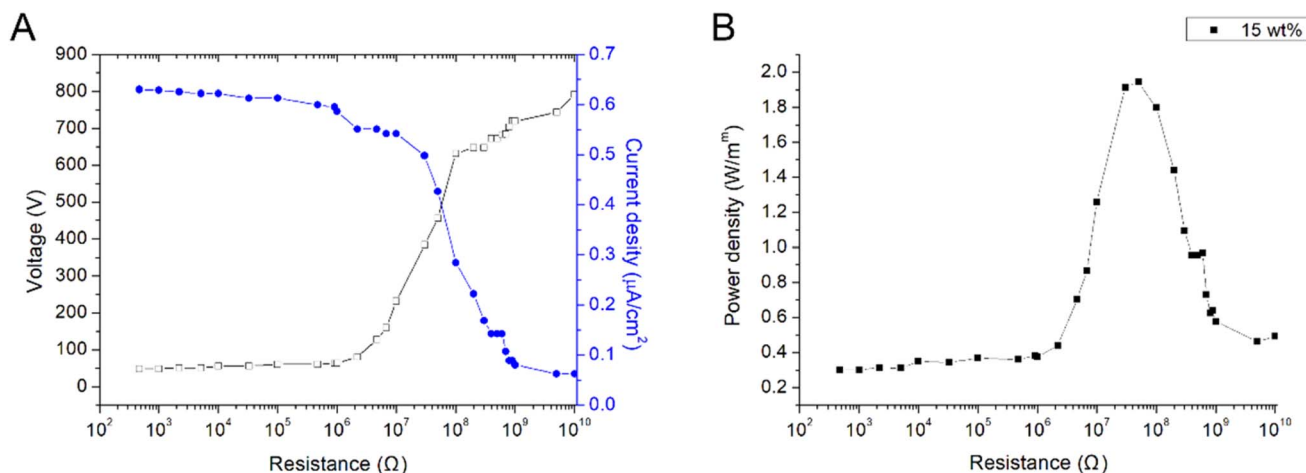 A
900
800
700
600
500
400
300
200
100
0
Voltage (V)
0.7
0.6
0.5
0.4
0.3
0.2
0.1
0.0
Current desity (μA/cm²)
10² 10³ 10⁴ 10⁵ 10⁶ 10⁷ 10⁸ 10⁹ 10¹⁰
Resistance (Ω)
B
15 wt%
2.0
1.8
1.6
1.4
1.2
1.0
0.8
0.6
0.4
0.2
Power density (W/mᵐ)
10² 10³ 10⁴ 10⁵ 10⁶ 10⁷ 10⁸ 10⁹ 10¹⁰
Resistance (Ω)